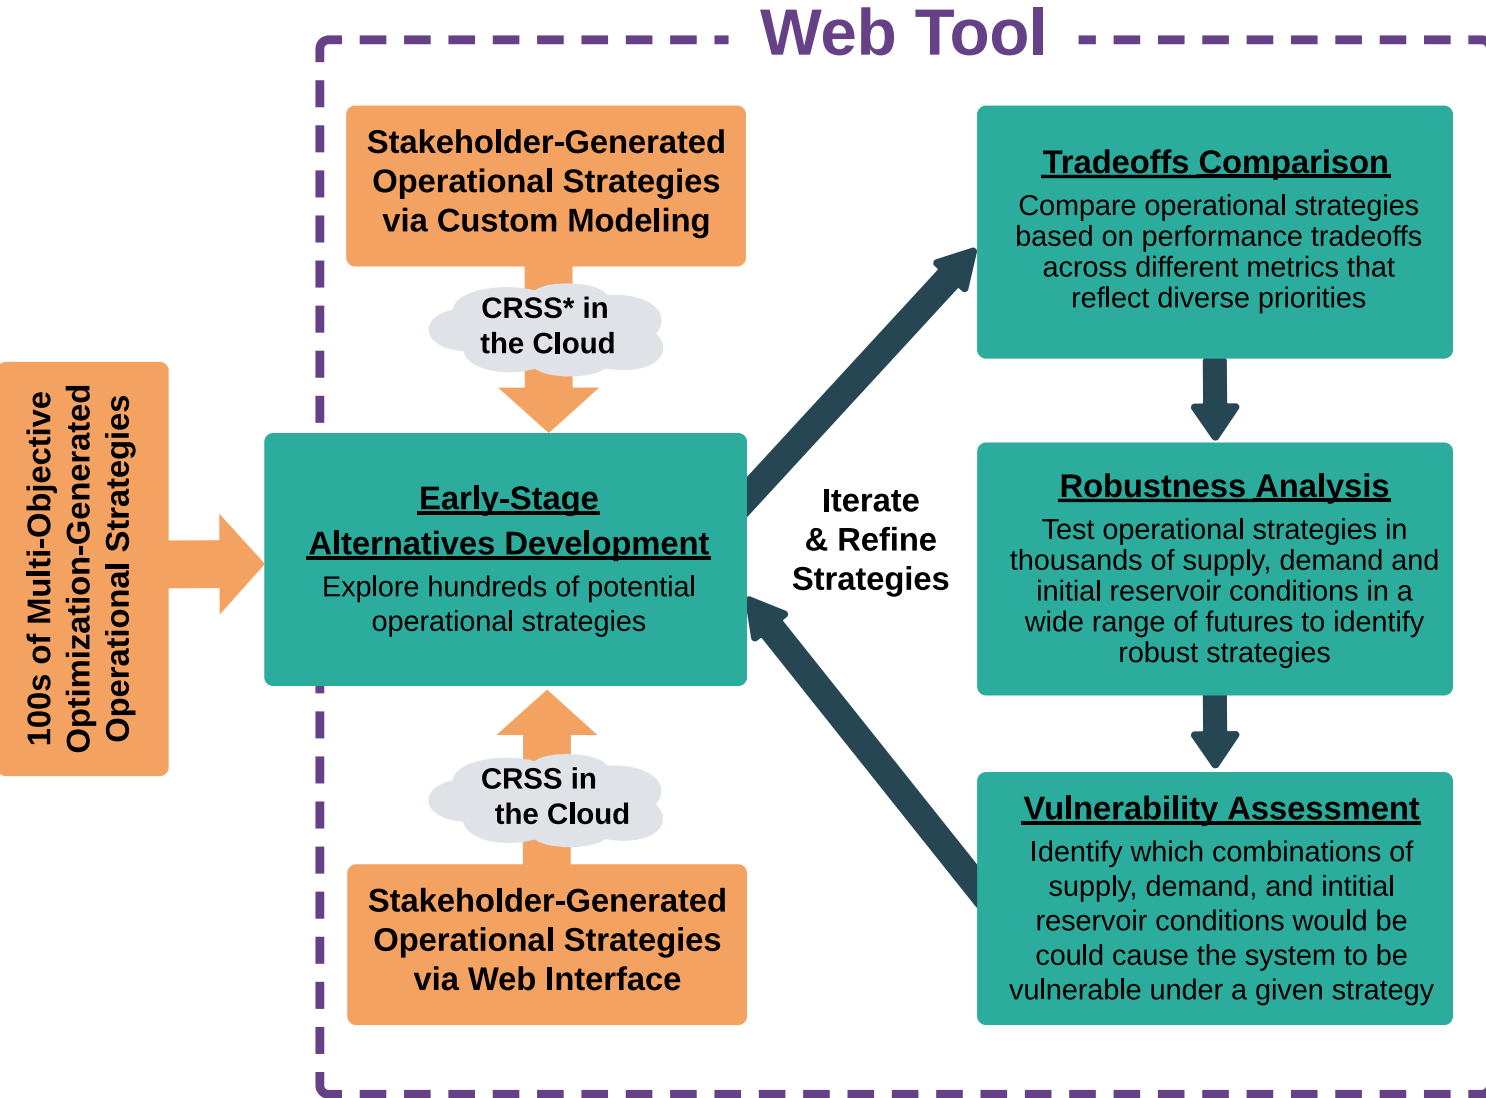 Web Tool
Stakeholder-Generated
Operational Strategies
via Custom Modeling
CRSS* in
the Cloud
100s of Multi-Objective
Optimization-Generated
Operational Strategies
Early-Stage
Alternatives Development
Explore hundreds of potential
operational strategies
CRSS in
the Cloud
Stakeholder-Generated
Operational Strategies
via Web Interface
Iterate
& Refine
Strategies
Tradeoffs Comparison
Compare operational strategies
based on performance tradeoffs
across different metrics that
reflect diverse priorities
Robustness Analysis
Test operational strategies in
thousands of supply, demand and
initial reservoir conditions in a
wide range of futures to identify
robust strategies
Vulnerability Assessment
Identify which combinations of
supply, demand, and intitial
reservoir conditions would be
could cause the system to be
vulnerable under a given strategy